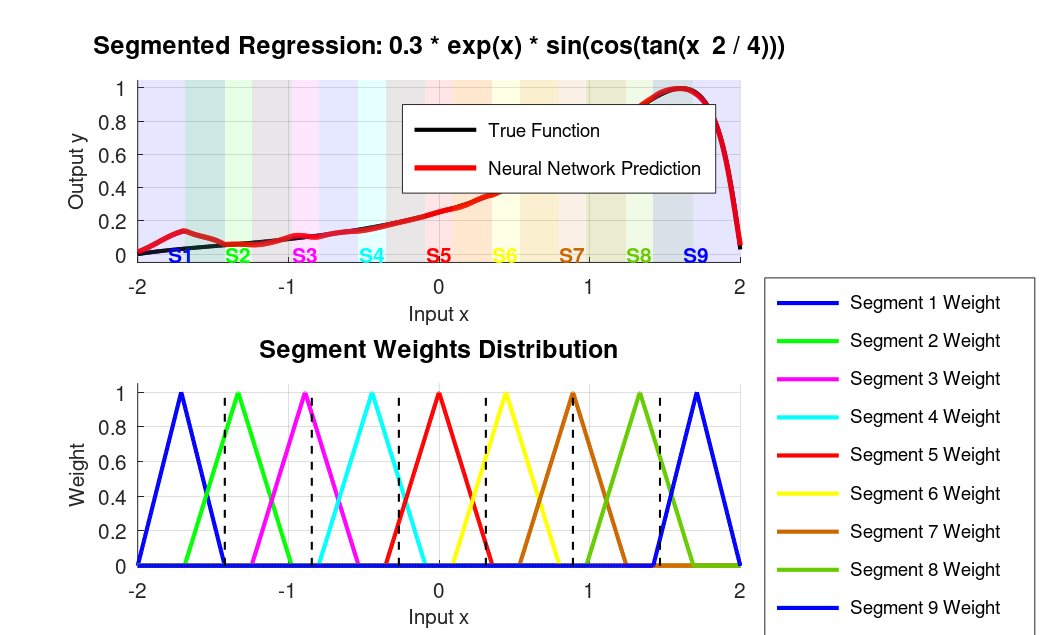 Segmented Regression: 0.3 * exp(x) * sin(cos(tan(x 2 / 4)))
1
0.8
0.6
0.4
0.2
0
Output y
True Function
Neural Network Prediction
S1 S2 S3 S4 S5 S6 S7 S8 S9
-2 -1 0 1 2
Input x
Segment Weights Distribution
1
0.8
0.6
0.4
0.2
0
Weight
-2 -1 0 1 2
Input x
Segment 1 Weight
Segment 2 Weight
Segment 3 Weight
Segment 4 Weight
Segment 5 Weight
Segment 6 Weight
Segment 7 Weight
Segment 8 Weight
Segment 9 Weight